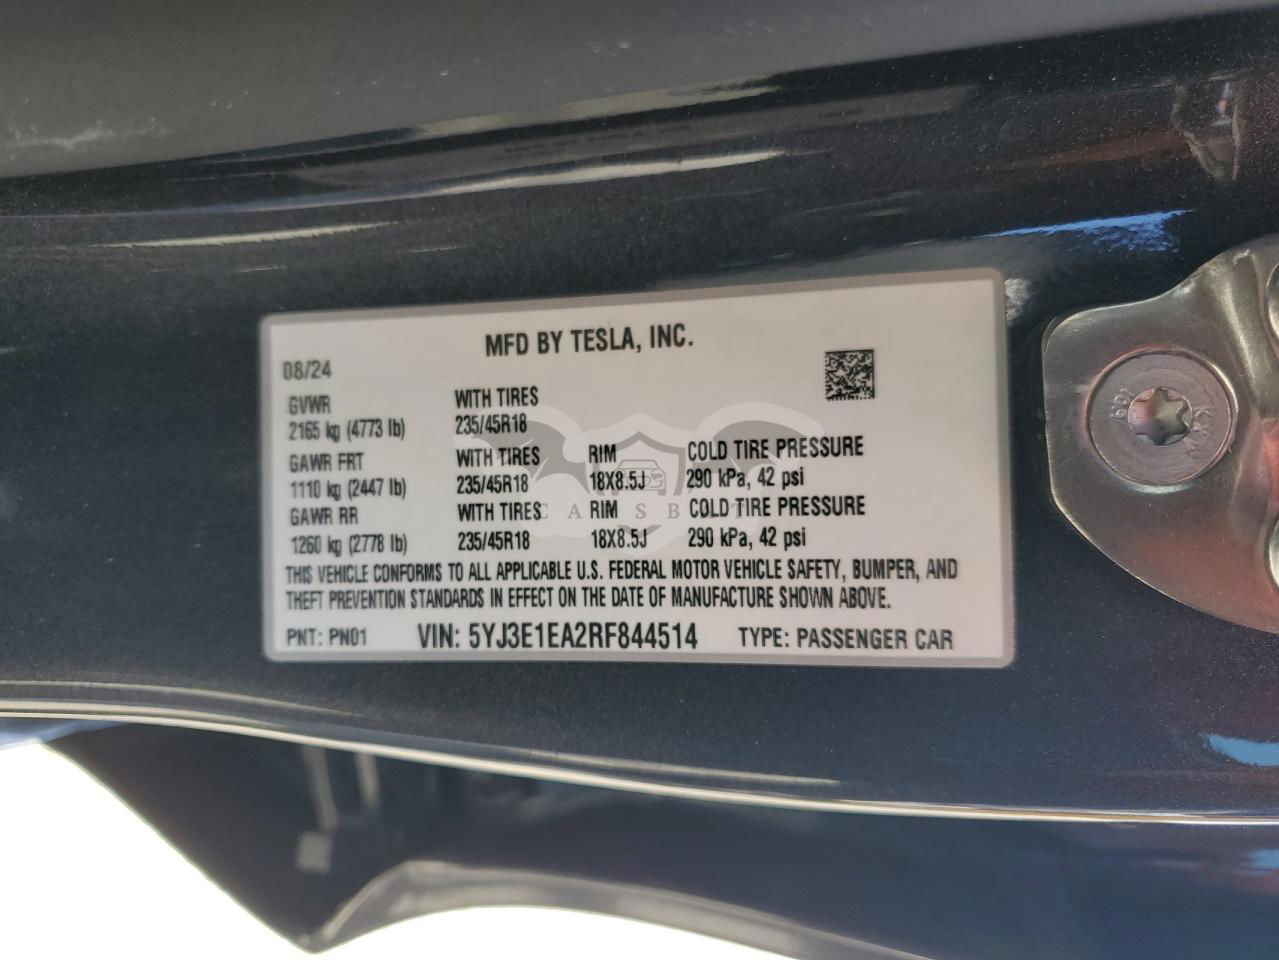 MFD BY TESLA, INC.
08/24
GVWR WITH TIRES
2165 kg (4773 lb) 235/45R18
GAWR FRT WITH TIRES RIM COLD TIRE PRESSURE
1110 kg (2447 lb) 235/45R18 18X8.5J 290 kPa, 42 psi
GAWR RR WITH TIRES RIM COLD TIRE PRESSURE
1260 kg (2778 lb) 235/45R18 18X8.5J 290 kPa, 42 psi
THIS VEHICLE CONFORMS TO ALL APPLICABLE U.S. FEDERAL MOTOR VEHICLE SAFETY, BUMPER, AND
THEFT PREVENTION STANDARDS IN EFFECT ON THE DATE OF MANUFACTURE SHOWN ABOVE.
PNT: PN01 VIN: 5YJ3E1EA2RF844514 TYPE: PASSENGER CAR